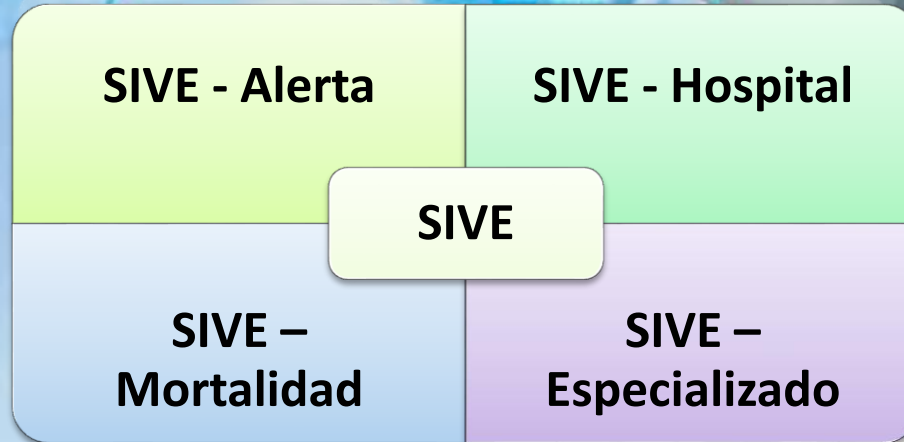 SIVE - Alerta
SIVE - Hospital
SIVE
SIVE –
Mortalidad
SIVE –
Especializado